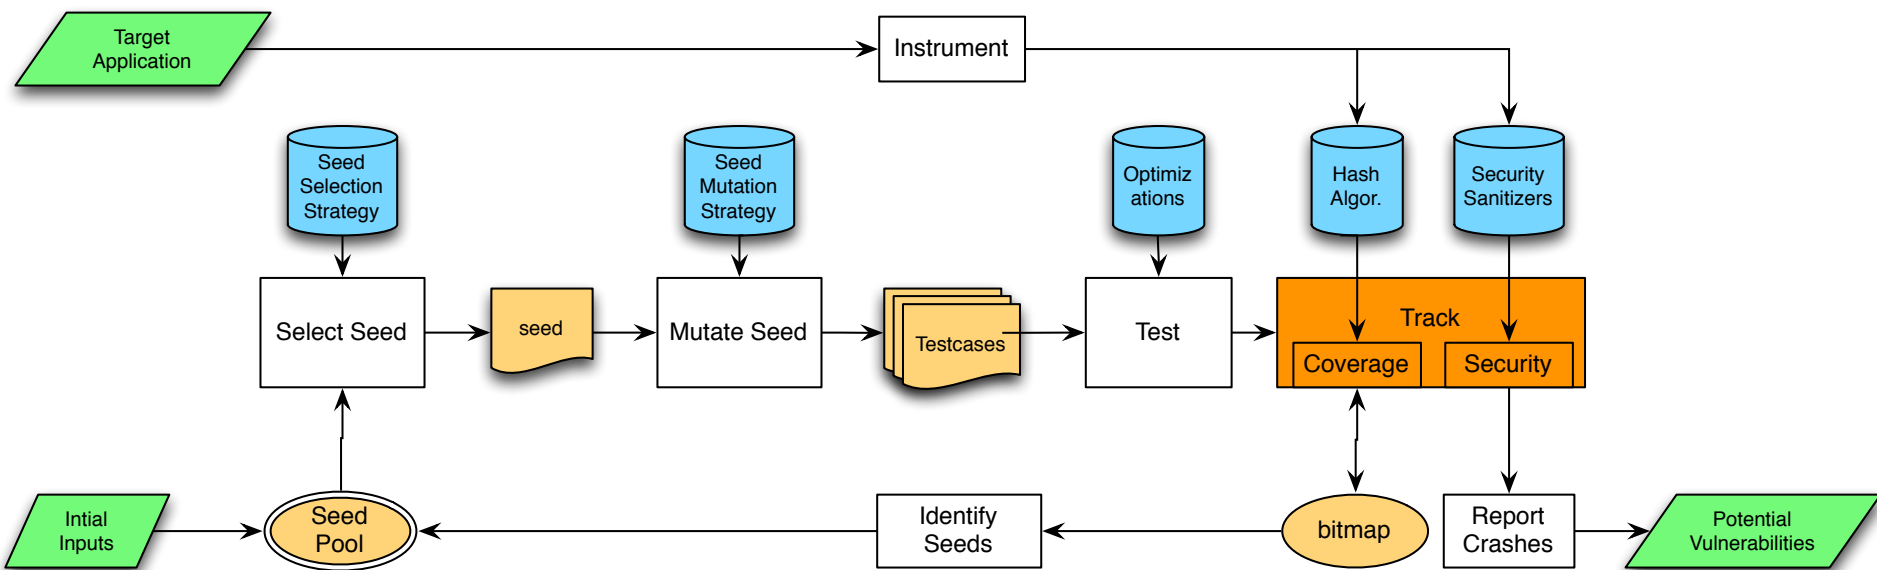 Target
Application
Instrument
Seed
Selection
Strategy
Seed
Mutation
Strategy
Optimiz
ations
Hash
Algor.
Security
Sanitizers
Select Seed
seed
Mutate Seed
Testcases
Test
Track
Coverage
Security
Intial
Inputs
Seed
Pool
Identify
Seeds
bitmap
Report
Crashes
Potential
Vulnerabilities